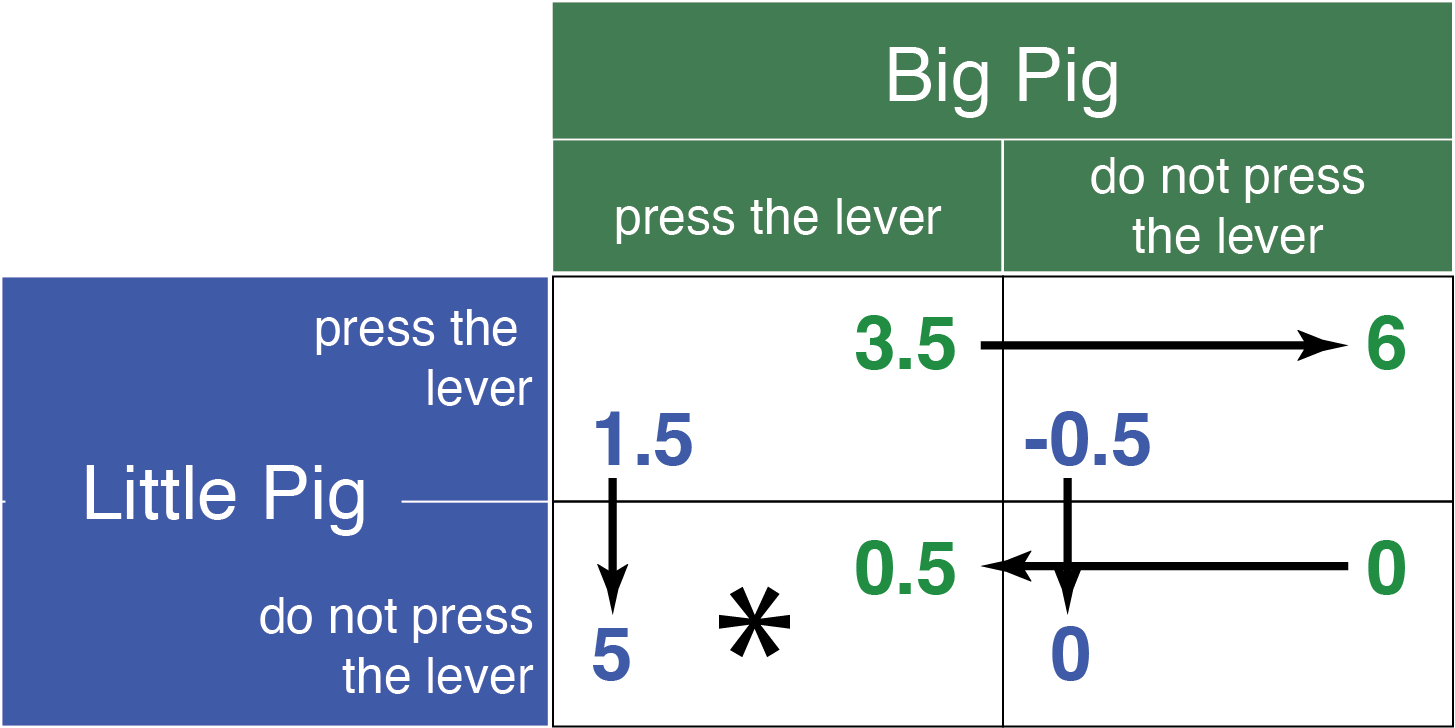 Big Pig
press the lever
do not press
the lever
press the
lever
3.5
6
1.5
-0.5
Little Pig
0.5
0
do not press
the lever
5
*
0